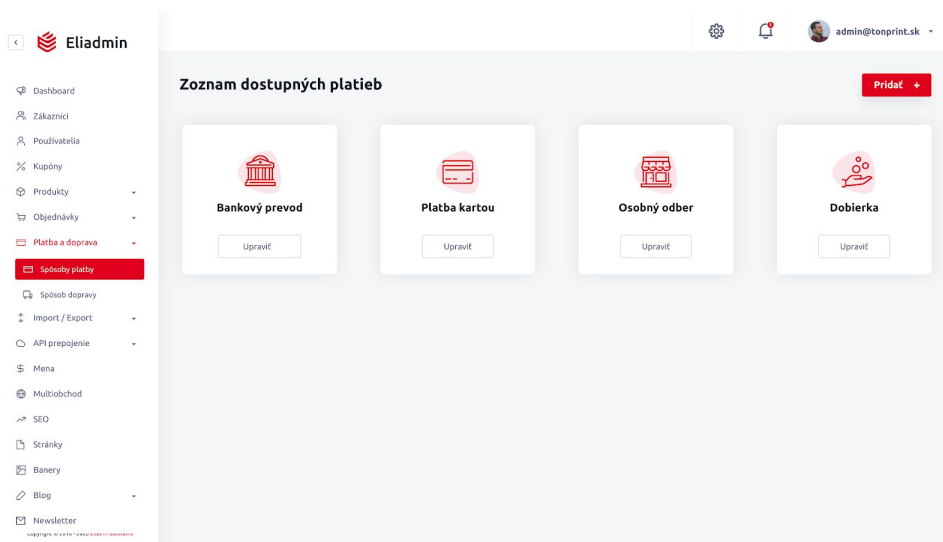 Eliadmin
admin@tonprint.sk
Dashboard
Zákazníci
Používatelia
Kupóny
Produkty
Objednávky
Platba a doprava
Spôsoby platby
Spôsob dopravy
Import / Export
API prepojenie
Mena
Multiobchod
SEO
Stránky
Banery
Blog
Newsletter
Zoznam dostupných platieb
Pridať +
Bankový prevod
Upraviť
Platba kartou
Upraviť
Osobný odber
Upraviť
Dobierka
Upraviť